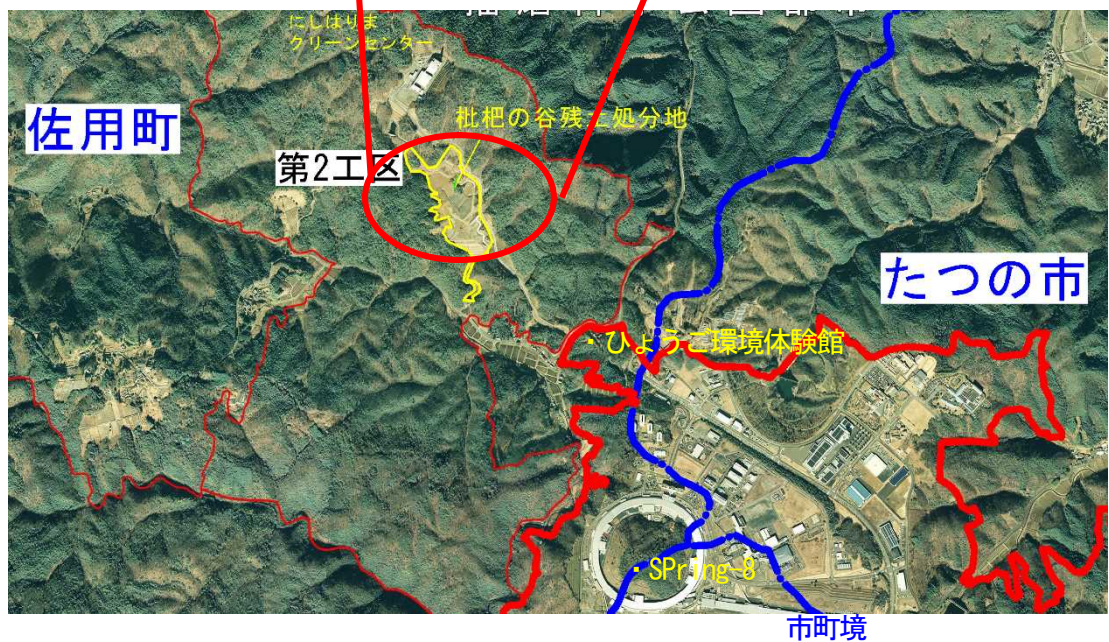 にしはりま
クリーンセンター
佐用町
枇杷の谷残土処分地
第2工区
たつの市
ひょうご環境体験館
SPring-8
市町境